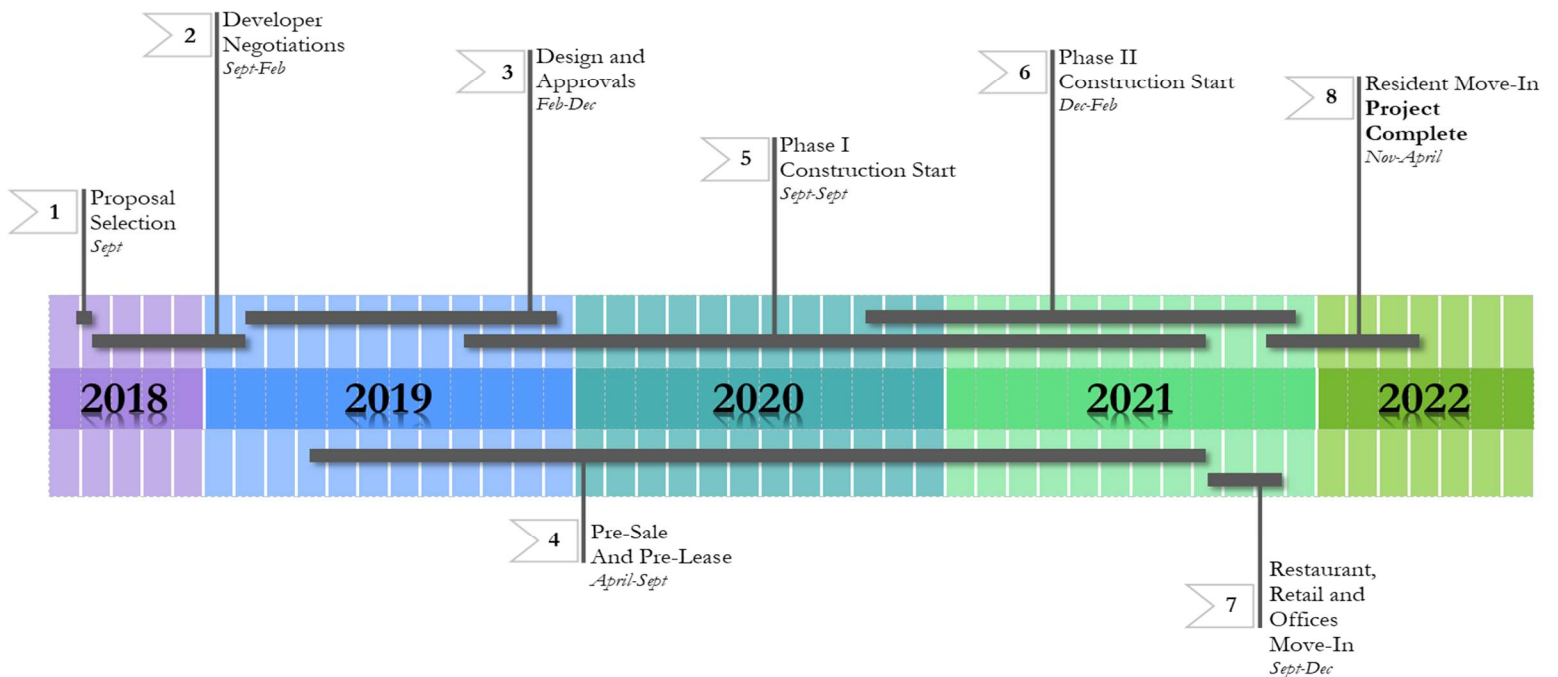 1
Proposal
Selection
Sept
2
Developer
Negotiations
Sept-Feb
3
Design and
Approvals
Feb-Dec
5
Phase I
Construction Start
Sept-Sept
6
Phase II
Construction Start
Dec-Feb
8
Resident Move-In
Project
Complete
Nov-April
2018
2019
2020
2021
2022
4
Pre-Sale
And Pre-Lease
April-Sept
7
Restaurant,
Retail and
Offices
Move-In
Sept-Dec